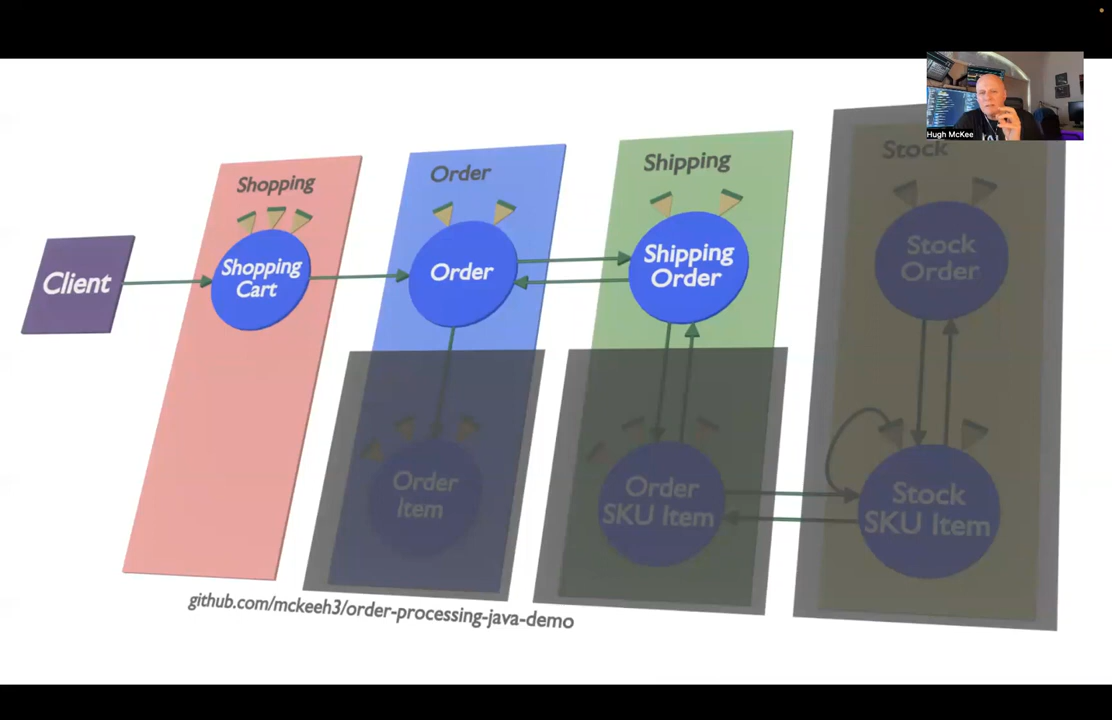 Hugh McKee
Stock
Shipping
Order
Shopping
Stock
Order
Shipping
Order
Order
Shopping
Cart
Client
Order
Item
Order
SKU Item
Stock
SKU Item
github.com/mckeeh3/order-processing-java-demo